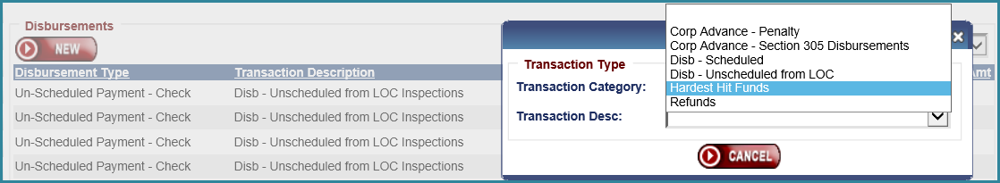 Disbursements
NEW
Disbursement Type Transaction Description Amt
Un-Scheduled Payment - Check Disb - Unscheduled from LOC Inspections
Un-Scheduled Payment - Check Disb - Unscheduled from LOC Inspections
Un-Scheduled Payment - Check Disb - Unscheduled from LOC Inspections
Un-Scheduled Payment - Check Disb - Unscheduled from LOC Inspections
Transaction Type
Transaction Category:
Corp Advance - Penalty
Corp Advance - Section 305 Disbursements
Disb - Scheduled
Disb - Unscheduled from LOC
Hardest Hit Funds
Refunds
Transaction Desc:
CANCEL